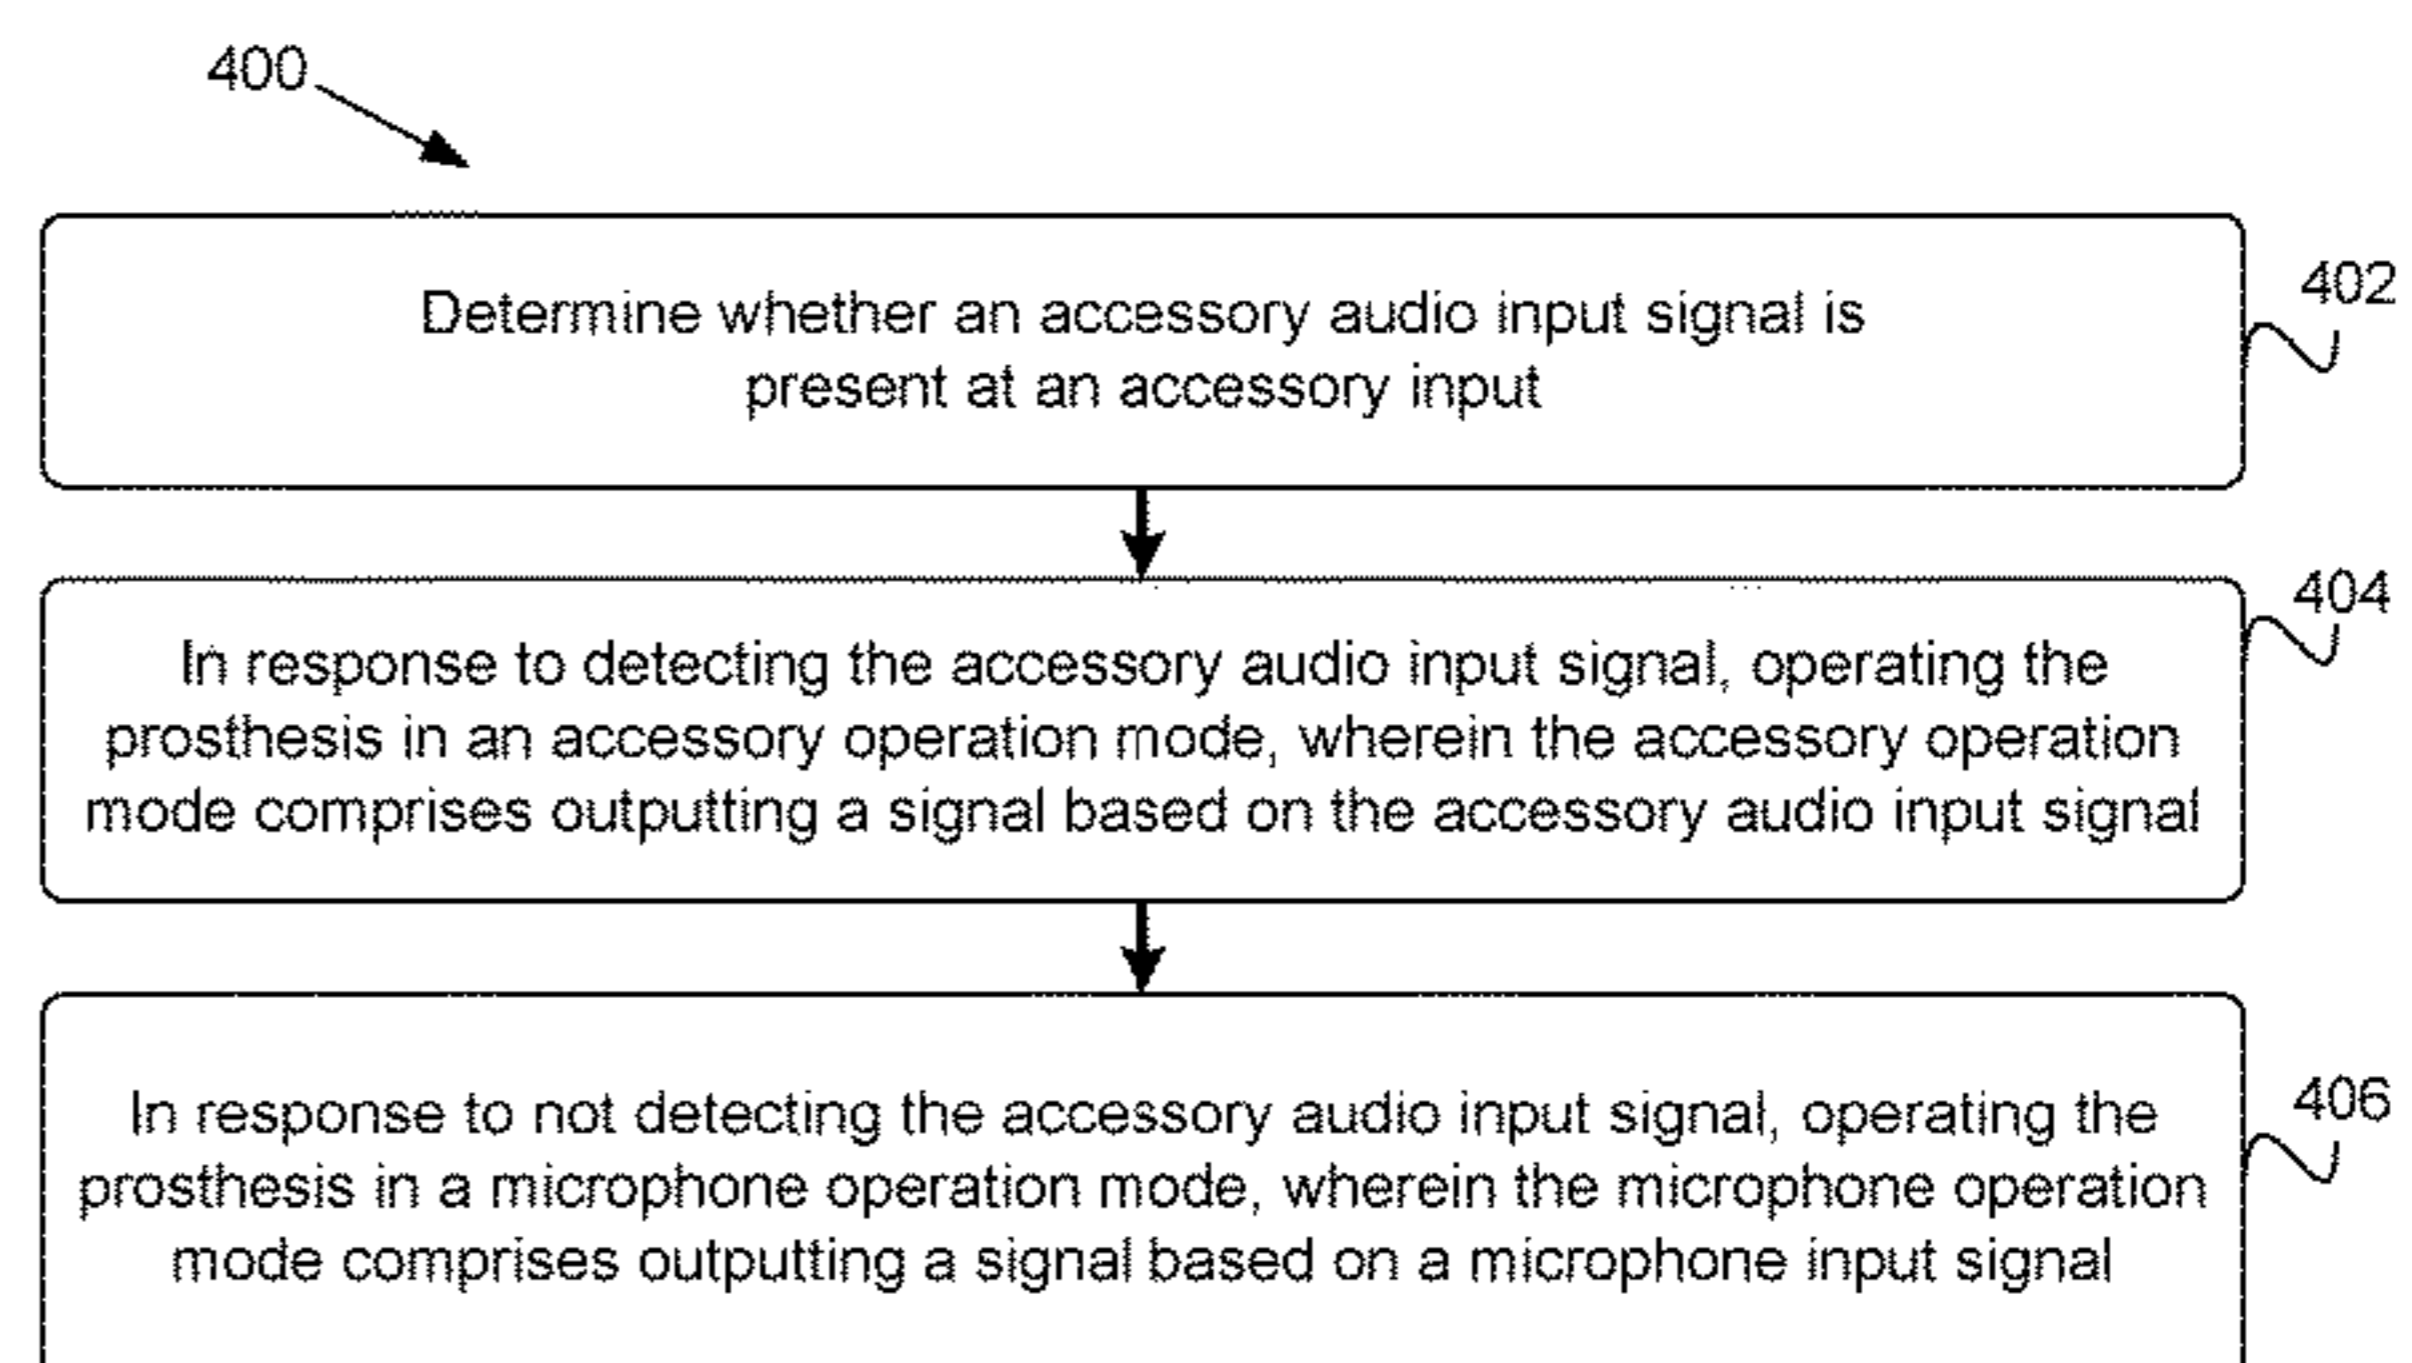 400
Determine whether an accessory audio input signal is
present at an accessory input
402
In response to detecting the accessory audio input signal, operating the
prosthesis in an accessory operation mode, wherein the accessory operation
mode comprises outputting a signal based on the accessory audio input signal
404
In response to not detecting the accessory audio input signal, operating the
prosthesis in a microphone operation mode, wherein the microphone operation
mode comprises outputting a signal based on a microphone input signal
406